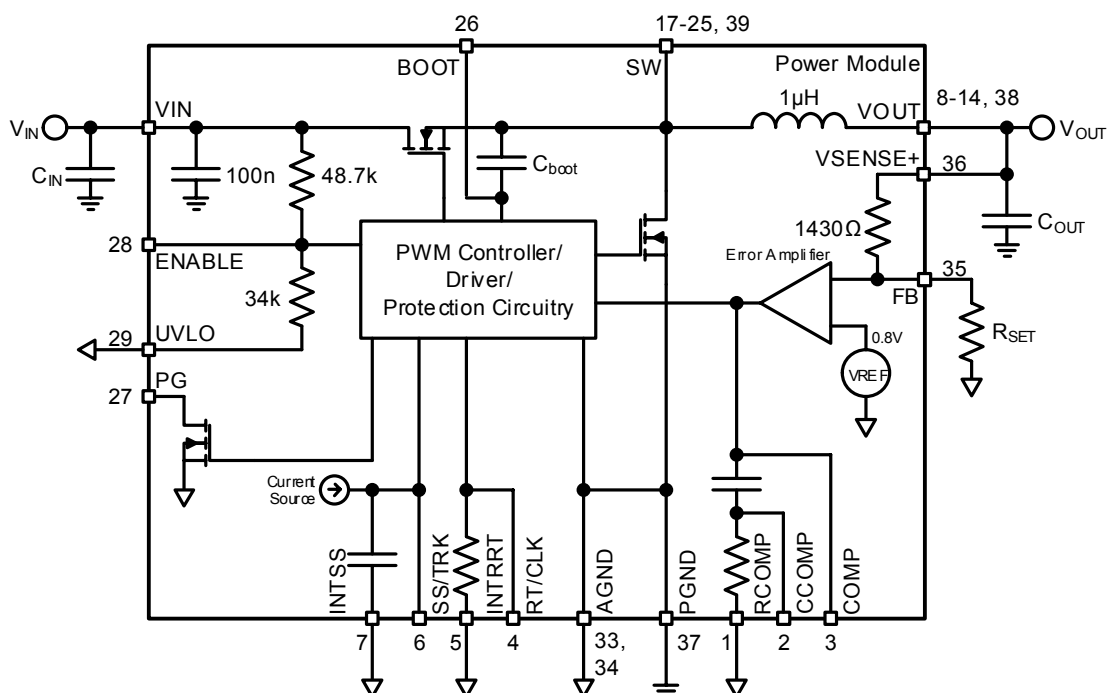 26
17-25, 39
BOOT
SW
Power Module
1µH
VIN
VOUT
8-14, 38
VIN
VOUT
VSENSE+
36
CIN
100n
48.7k
Cboot
1430Ω
COUT
28
ENABLE
PWM Controller/
Driver/
Protection Circuitry
Error Amplifier
35
FB
34k
0.8V
RSET
29
UVLO
VREF
PG
27
Current
Source
INTSS
SS/TRK
INTRRT
RT/CLK
AGND
PGND
RCOMP
CCOMP
COMP
7
6
5
4
33,
34
37
1
2
3